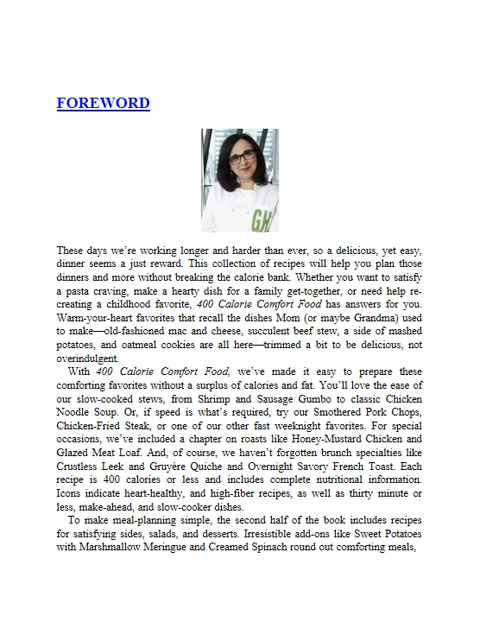 FOREWORD
GH
These days we're working longer and harder than ever, so a delicious, yet easy,
dinner seems a just reward. This collection of recipes will help you plan those
dinners and more without breaking the calorie bank. Whether you want to satisfy
a pasta craving, make a hearty dish for a family get-together, or need help re-
creating a childhood favorite, 400 Calorie Comfort Food has answers for you.
Warm-your-heart favorites that recall the dishes Mom (or maybe Grandma) used
to make—old-fashioned mac and cheese, succulent beef stew, a side of mashed
potatoes, and oatmeal cookies are all here—trimmed a bit to be delicious, not
overindulgent.
With 400 Calorie Comfort Food, we've made it easy to prepare these
comforting favorites without a surplus of calories and fat. You'll love the ease of
our slow-cooked stews, from Shrimp and Sausage Gumbo to classic Chicken
Noodle Soup. Or, if speed is what's required, try our Smothered Pork Chops,
Chicken-Fried Steak, or one of our other fast weeknight favorites. For special
occasions, we've included a chapter on roasts like Honey-Mustard Chicken and
Glazed Meat Loaf. And, of course, we haven't forgotten brunch specialties like
Crustless Leek and Gruyère Quiche and Overnight Savory French Toast. Each
recipe is 400 calories or less and includes complete nutritional information.
Icons indicate heart-healthy, and high-fiber recipes, as well as thirty minute or
less, make-ahead, and slow-cooker dishes.
To make meal-planning simple, the second half of the book includes recipes
for satisfying sides, salads, and desserts. Irresistible add-ons like Sweet Potatoes
with Marshmallow Meringue and Creamed Spinach round out comforting meals,